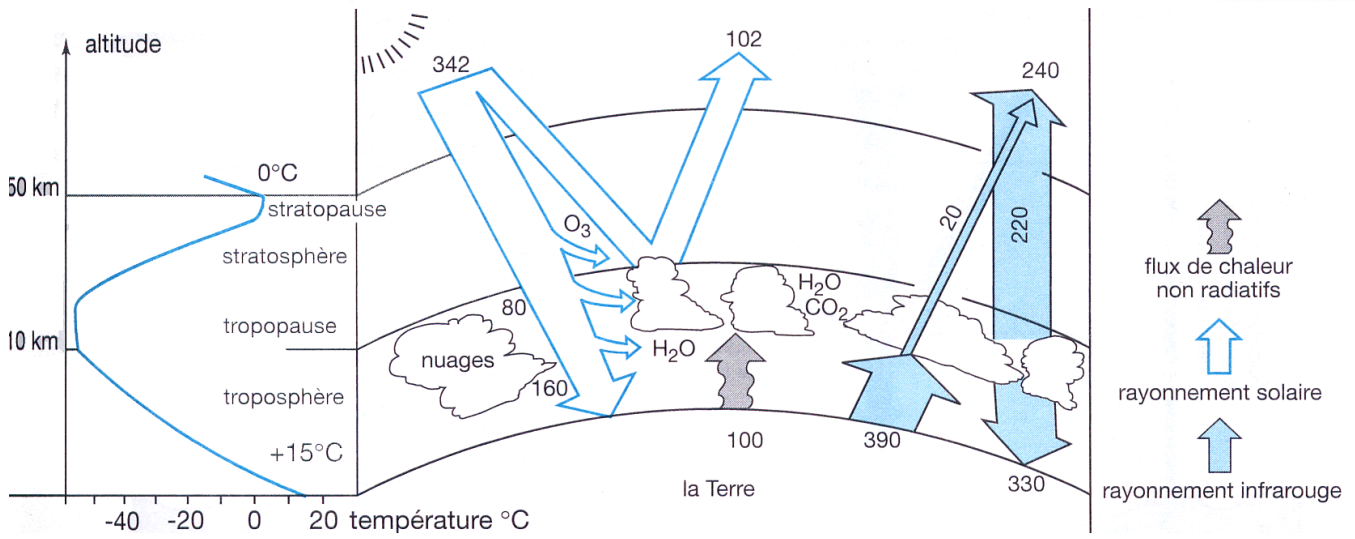 altitude
342
102
240
0°C
50 km
stratopause
O3
stratosphère
20
220
flux de chaleur
non radiatifs
80
H2O
CO2
tropopause
10 km
nuages
H2O
160
rayonnement solaire
troposphère
+15°C
100
390
330
rayonnement infrarouge
la Terre
-40 -20 0 20 température °C